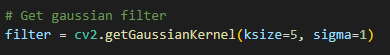 # Get gaussian filter
filter = cv2.getGaussianKernel(ksize=5, sigma=1)